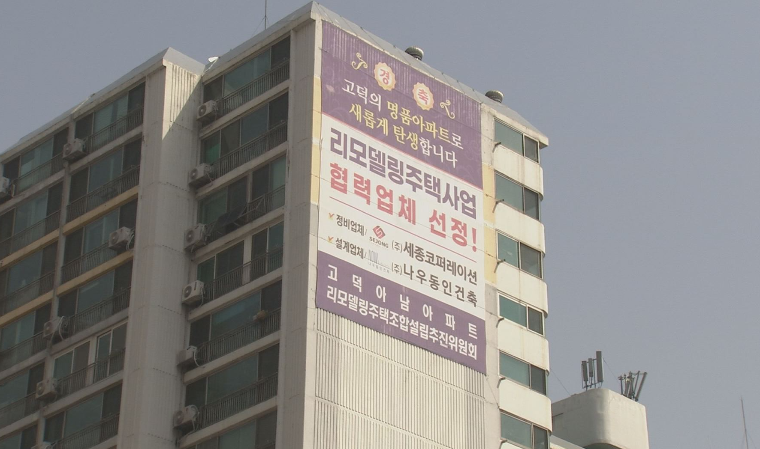 경 축
고덕의 명품아파트로
새롭게 탄생합니다
리모델링주택사업
협력업체 선정!
정비업체/ SEJONG (주)세종코퍼레이션
설계업체/ (주)나우동인건축
고덕아남아파트
리모델링주택조합설립추진위원회